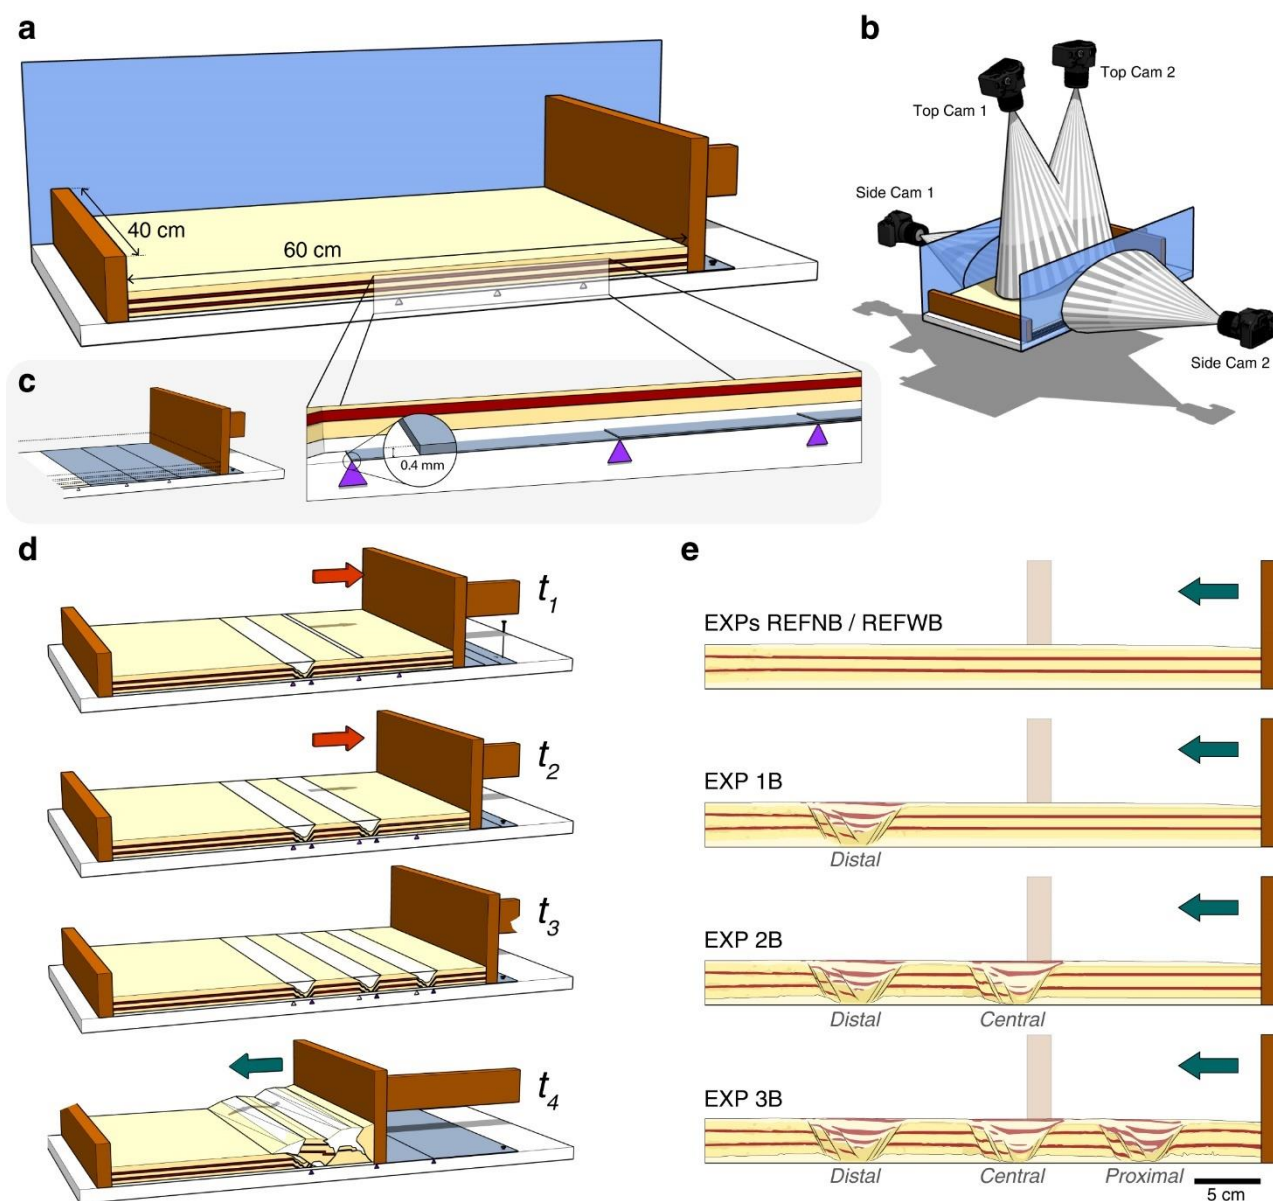 a
40 cm
60 cm
b
Top Cam 1
Top Cam 2
Side Cam 1
Side Cam 2
c
0.4 mm
d
t1
t2
t3
t4
e
EXPs REFNB / REFWB
EXP 1B
Distal
EXP 2B
Distal
Central
EXP 3B
Distal
Central
Proximal
5 cm